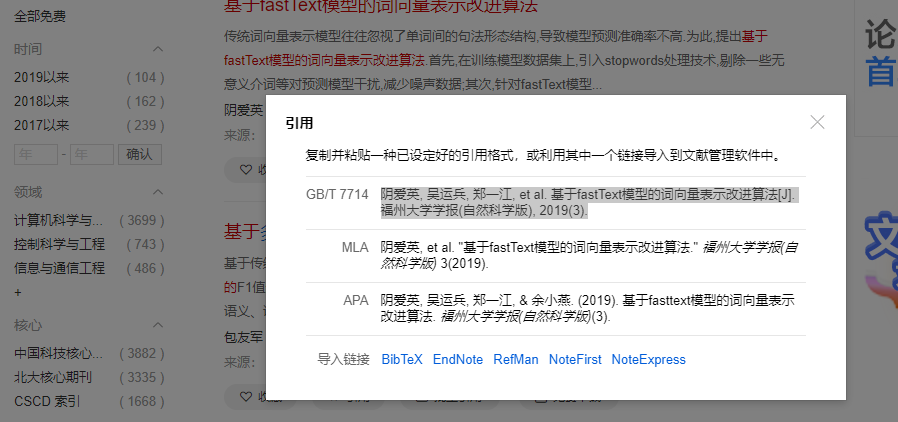 全部免费
时间
2019以来 ( 104 )
2018以来 ( 162 )
2017以来 ( 239 )
年 - 年 确认
领域
计算机科学与... ( 3699 )
控制科学与工程 ( 743 )
信息与通信工程 ( 486 )
+
核心
中国科技核心... ( 3882 )
北大核心期刊 ( 3335 )
CSCD 索引 ( 1668 )
基于fastText模型的词向量表示改进算法
传统词向量表示模型往往忽视了单词间的句法形态结构,导致模型预测准确率不高.为此,提出基于
fastText模型的词向量表示改进算法.首先,在训练模型数据集上,引入stopwords处理技术,剔除一些无
意义介词等对预测模型干扰,减少噪声数据;其次,针对fastText模型...
阴爱英
来源:
基于
基于传
的F1值
语义、
包友军
来源:
引用
复制并粘贴一种已设定好的引用格式，或利用其中一个链接导入到文献管理软件中。
GB/T 7714 阴爱英, 吴运兵, 郑一江, et al. 基于fastText模型的词向量表示改进算法[J].
福州大学学报(自然科学版), 2019(3).
MLA 阴爱英, et al. "基于fastText模型的词向量表示改进算法." 福州大学学报(自
然科学版) 3(2019).
APA 阴爱英, 吴运兵, 郑一江, & 余小燕. (2019). 基于fasttext模型的词向量表示
改进算法. 福州大学学报(自然科学版)(3).
导入链接 BibTeX EndNote RefMan NoteFirst NoteExpress
论
首
文